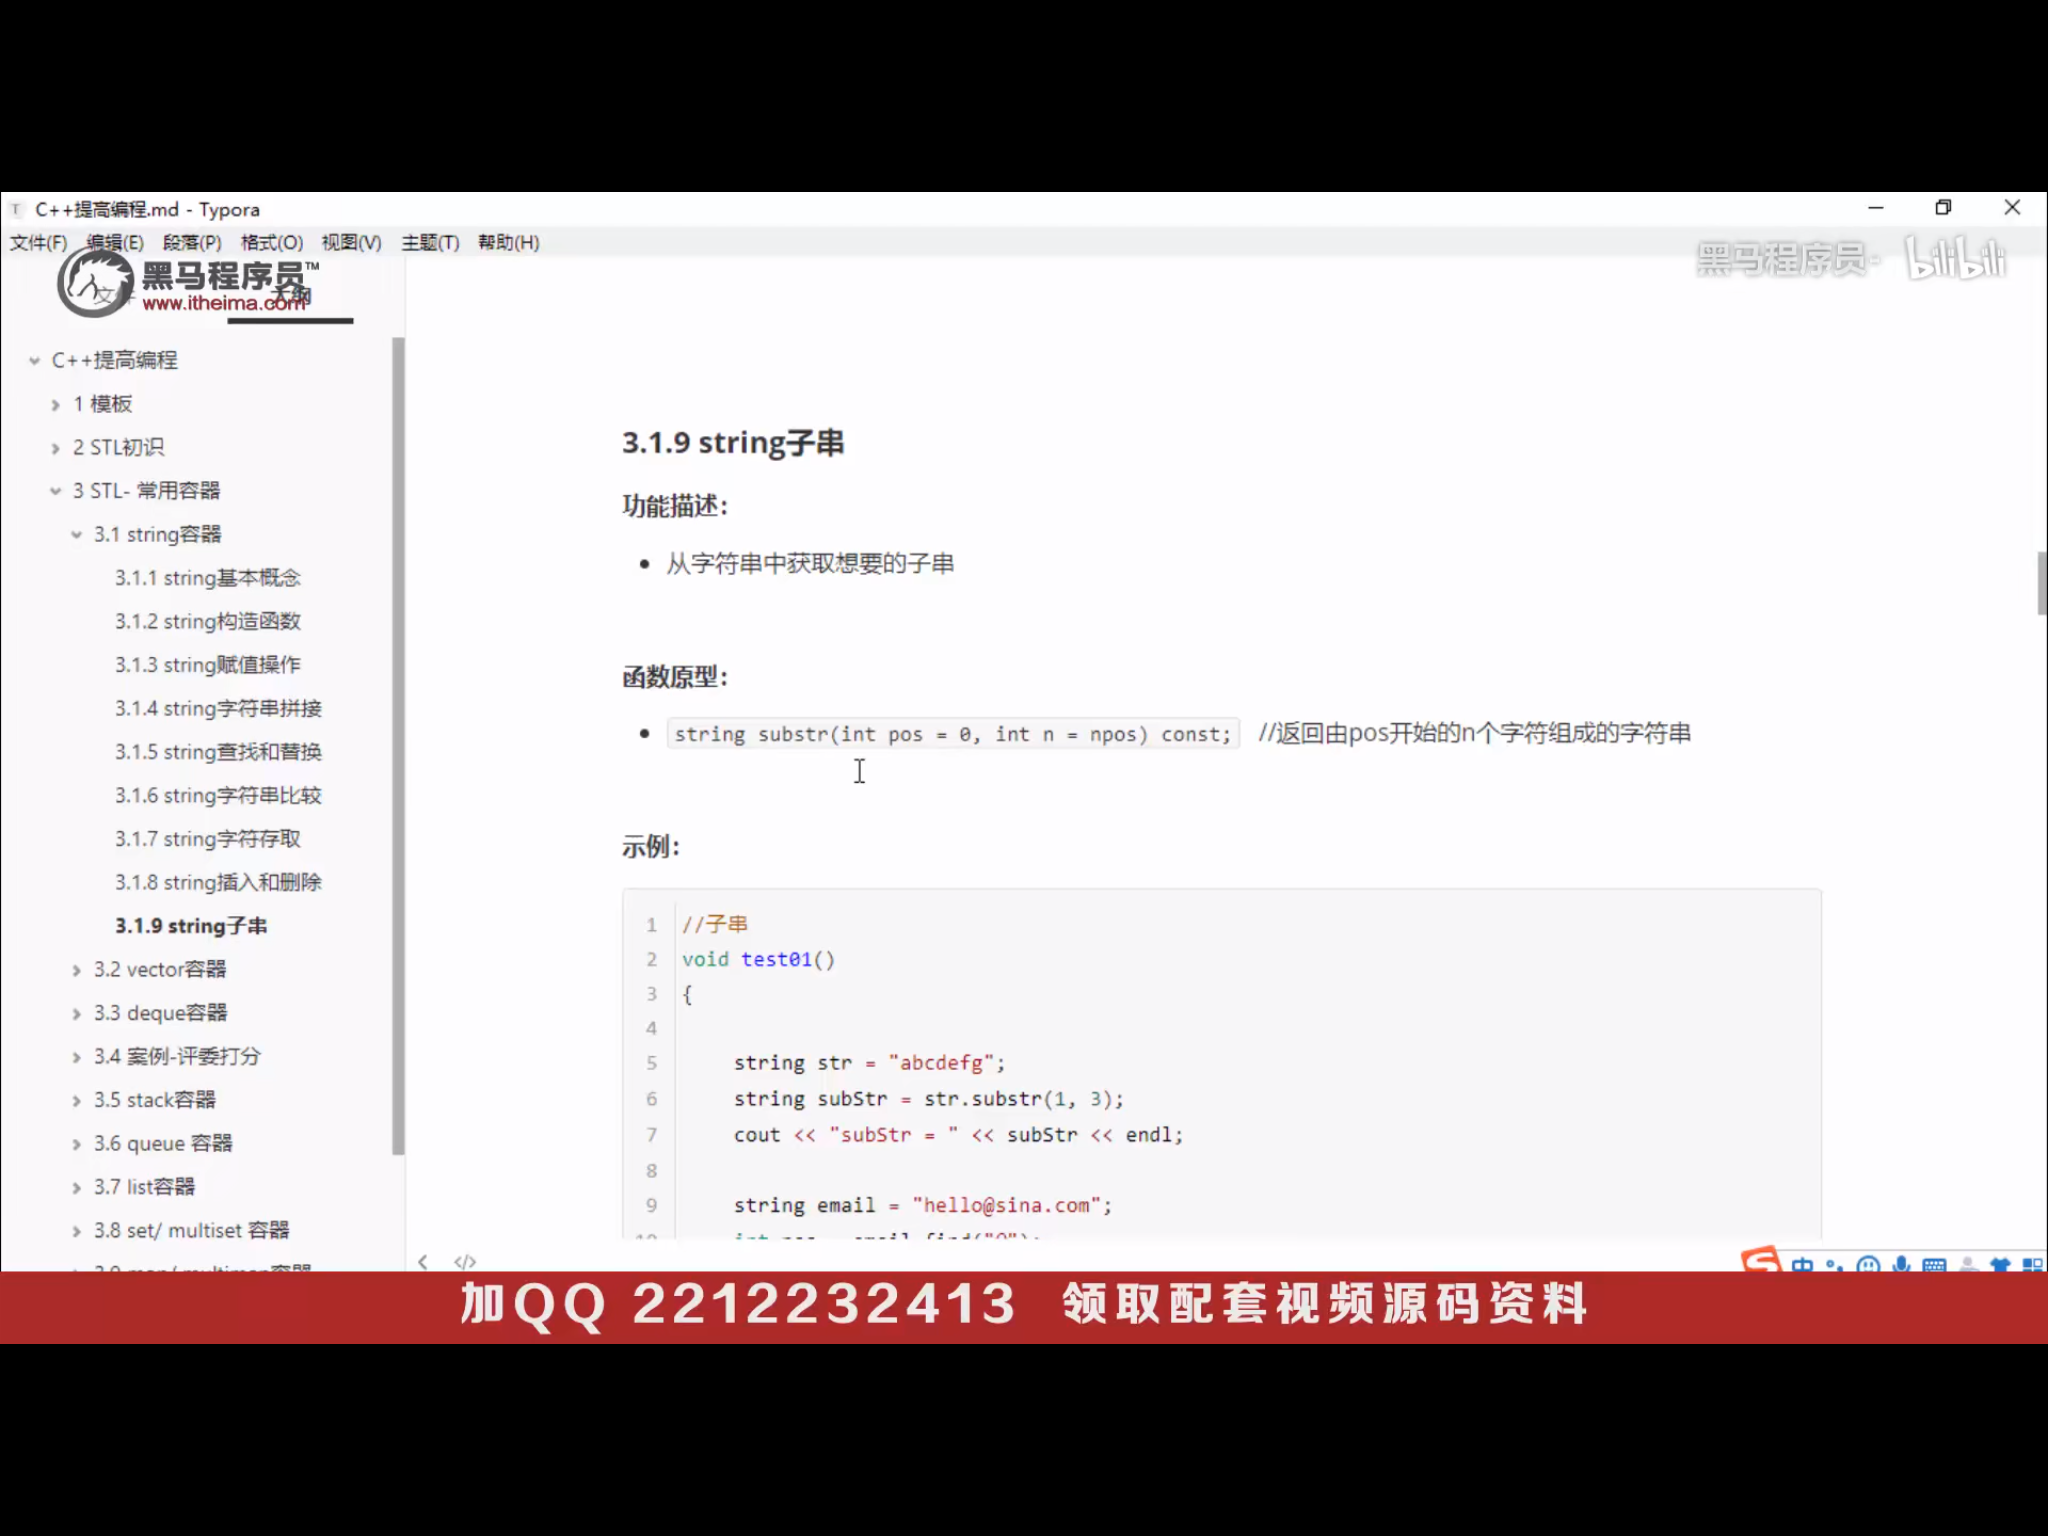 C++提高编程.md - Typora
文件(F) 编辑(E) 段落(P) 格式(O) 视图(V) 主题(T) 帮助(H)
黑马程序员™
www.itheima.com
大纲
黑马程序员- bilibili
C++提高编程
1 模板
2 STL初识
3 STL- 常用容器
3.1 string容器
3.1.1 string基本概念
3.1.2 string构造函数
3.1.3 string赋值操作
3.1.4 string字符串拼接
3.1.5 string查找和替换
3.1.6 string字符串比较
3.1.7 string字符存取
3.1.8 string插入和删除
3.1.9 string子串
3.2 vector容器
3.3 deque容器
3.4 案例-评委打分
3.5 stack容器
3.6 queue 容器
3.7 list容器
3.8 set/ multiset 容器
3.1.9 string子串
功能描述：
从字符串中获取想要的子串
函数原型：
string substr(int pos = 0, int n = npos) const; //返回由pos开始的n个字符组成的字符串
示例：
1 //子串
2 void test01()
3 {
4
5 string str = "abcdefg";
6 string subStr = str.substr(1, 3);
7 cout << "subStr = " << subStr << endl;
8
9 string email = "hello@sina.com";
</>
中
加QQ 2212232413 领取配套视频源码资料